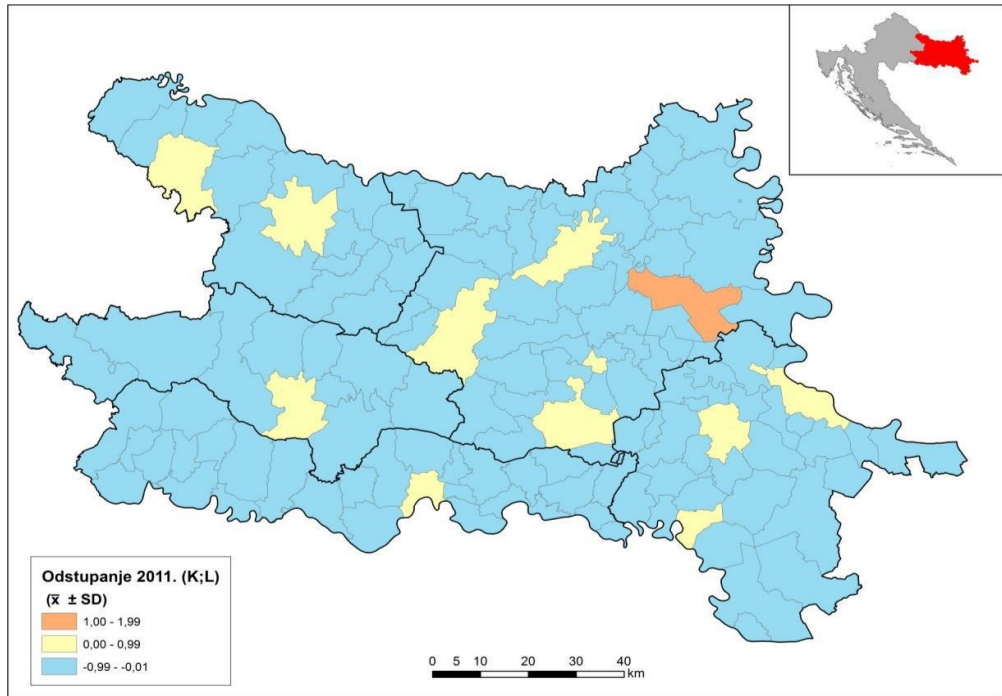 Odstupanje 2011. (K;L)
(x̄ ± SD)
1,00 - 1,99
0,00 - 0,99
-0,99 - -0,01
0 5 10 20 30 40
km